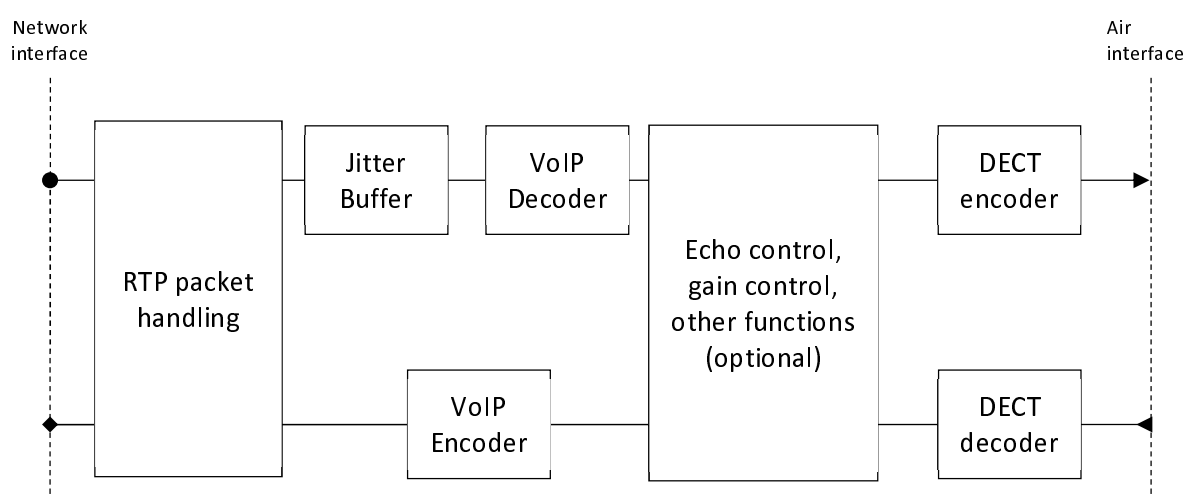 Network
interface
Air
interface
Jitter
Buffer
VoIP
Decoder
DECT
encoder
RTP packet
handling
Echo control,
gain control,
other functions
(optional)
VoIP
Encoder
DECT
decoder